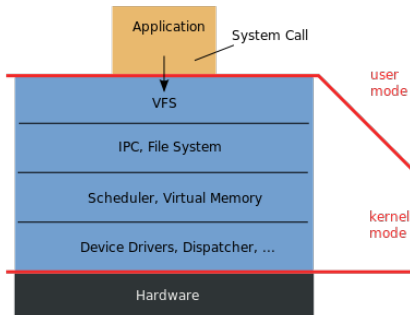 Application
System Call
user
mode
VFS
IPC, File System
Scheduler, Virtual Memory
kernel
mode
Device Drivers, Dispatcher, ...
Hardware